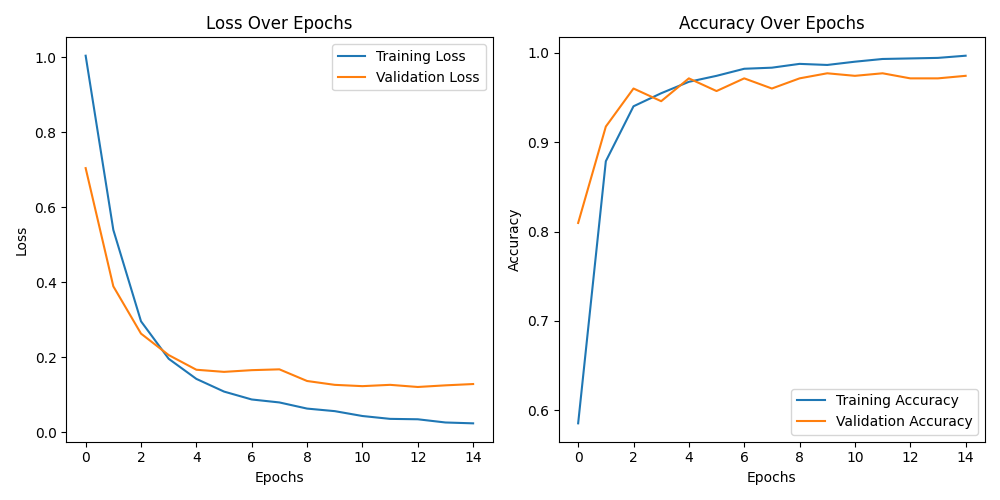 Loss Over Epochs
1.0
0.8
0.6
0.4
0.2
0.0
Loss
Training Loss
Validation Loss
0 2 4 6 8 10 12 14
Epochs
Accuracy Over Epochs
1.0
0.9
0.8
0.7
0.6
Accuracy
Training Accuracy
Validation Accuracy
0 2 4 6 8 10 12 14
Epochs